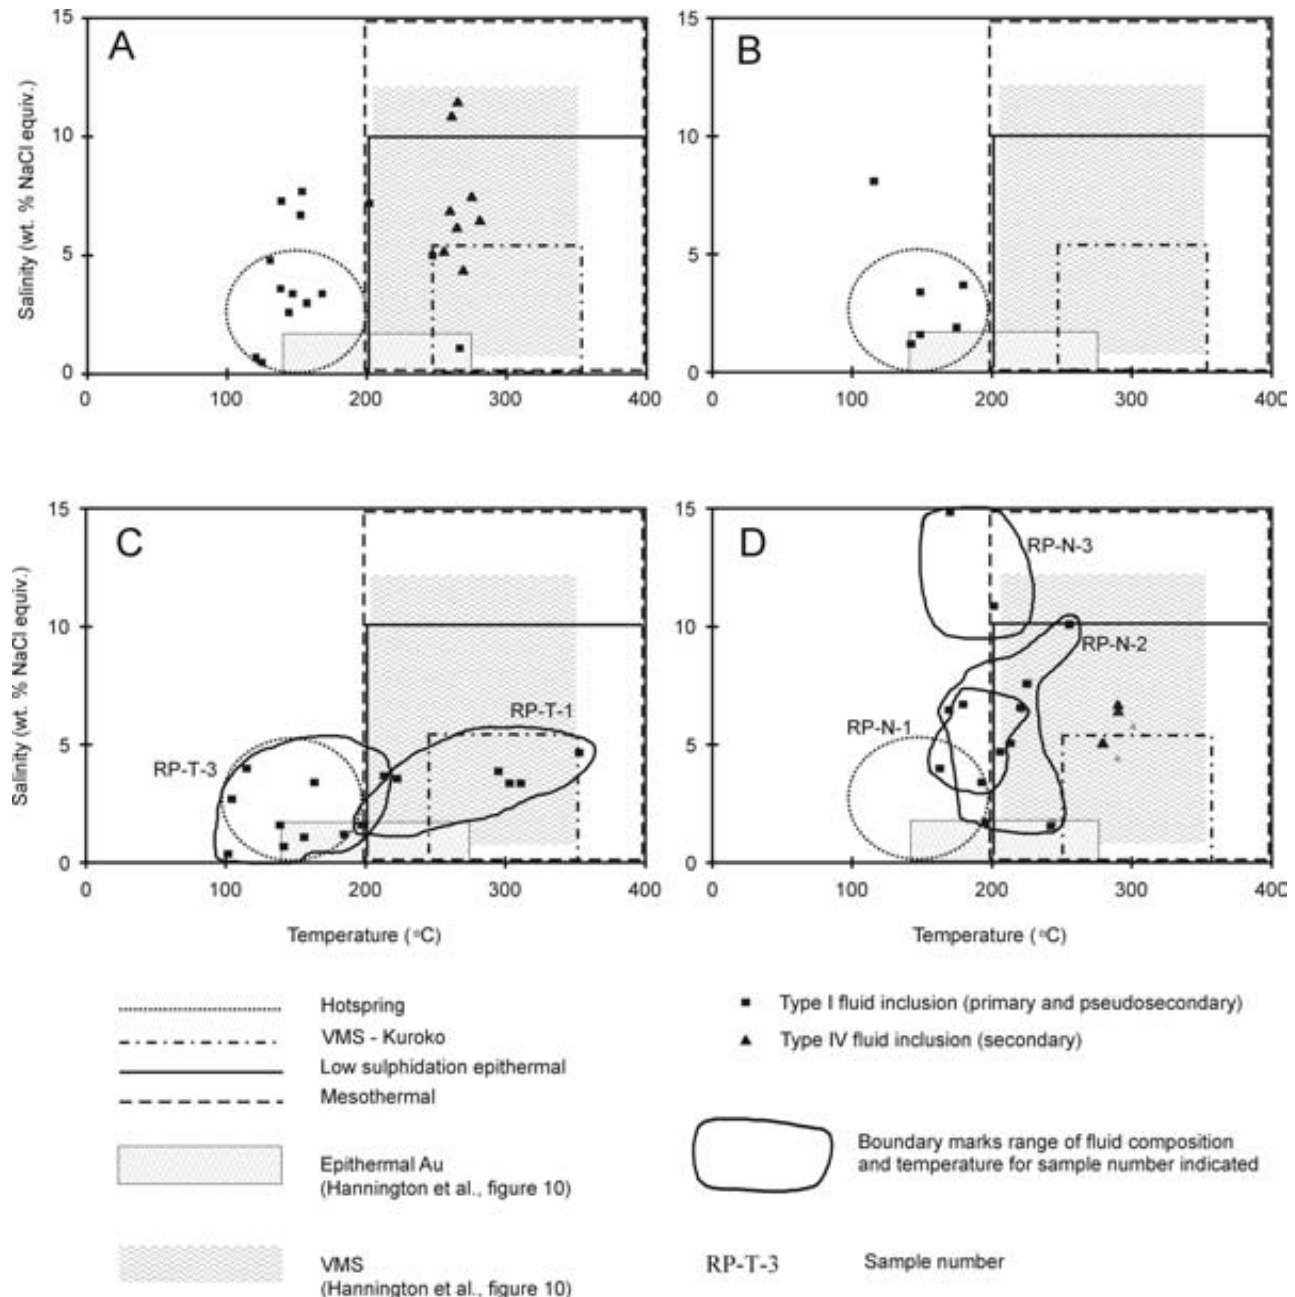 A
B
15
10
5
0
Salinity (wt. % NaCl equiv.)
0 100 200 300 400
15
10
5
0
0 100 200 300 400
C
D
15
10
5
0
Salinity (wt. % NaCl equiv.)
RP-T-3
RP-T-1
0 100 200 300 400
Temperature (°C)
15
10
5
0
RP-N-3
RP-N-2
RP-N-1
0 100 200 300 400
Temperature (°C)
Hotspring
VMS - Kuroko
Low sulphidation epithermal
Mesothermal
Epithermal Au
(Hannington et al., figure 10)
VMS
(Hannington et al., figure 10)
Type I fluid inclusion (primary and pseudosecondary)
Type IV fluid inclusion (secondary)
Boundary marks range of fluid composition
and temperature for sample number indicated
RP-T-3 Sample number